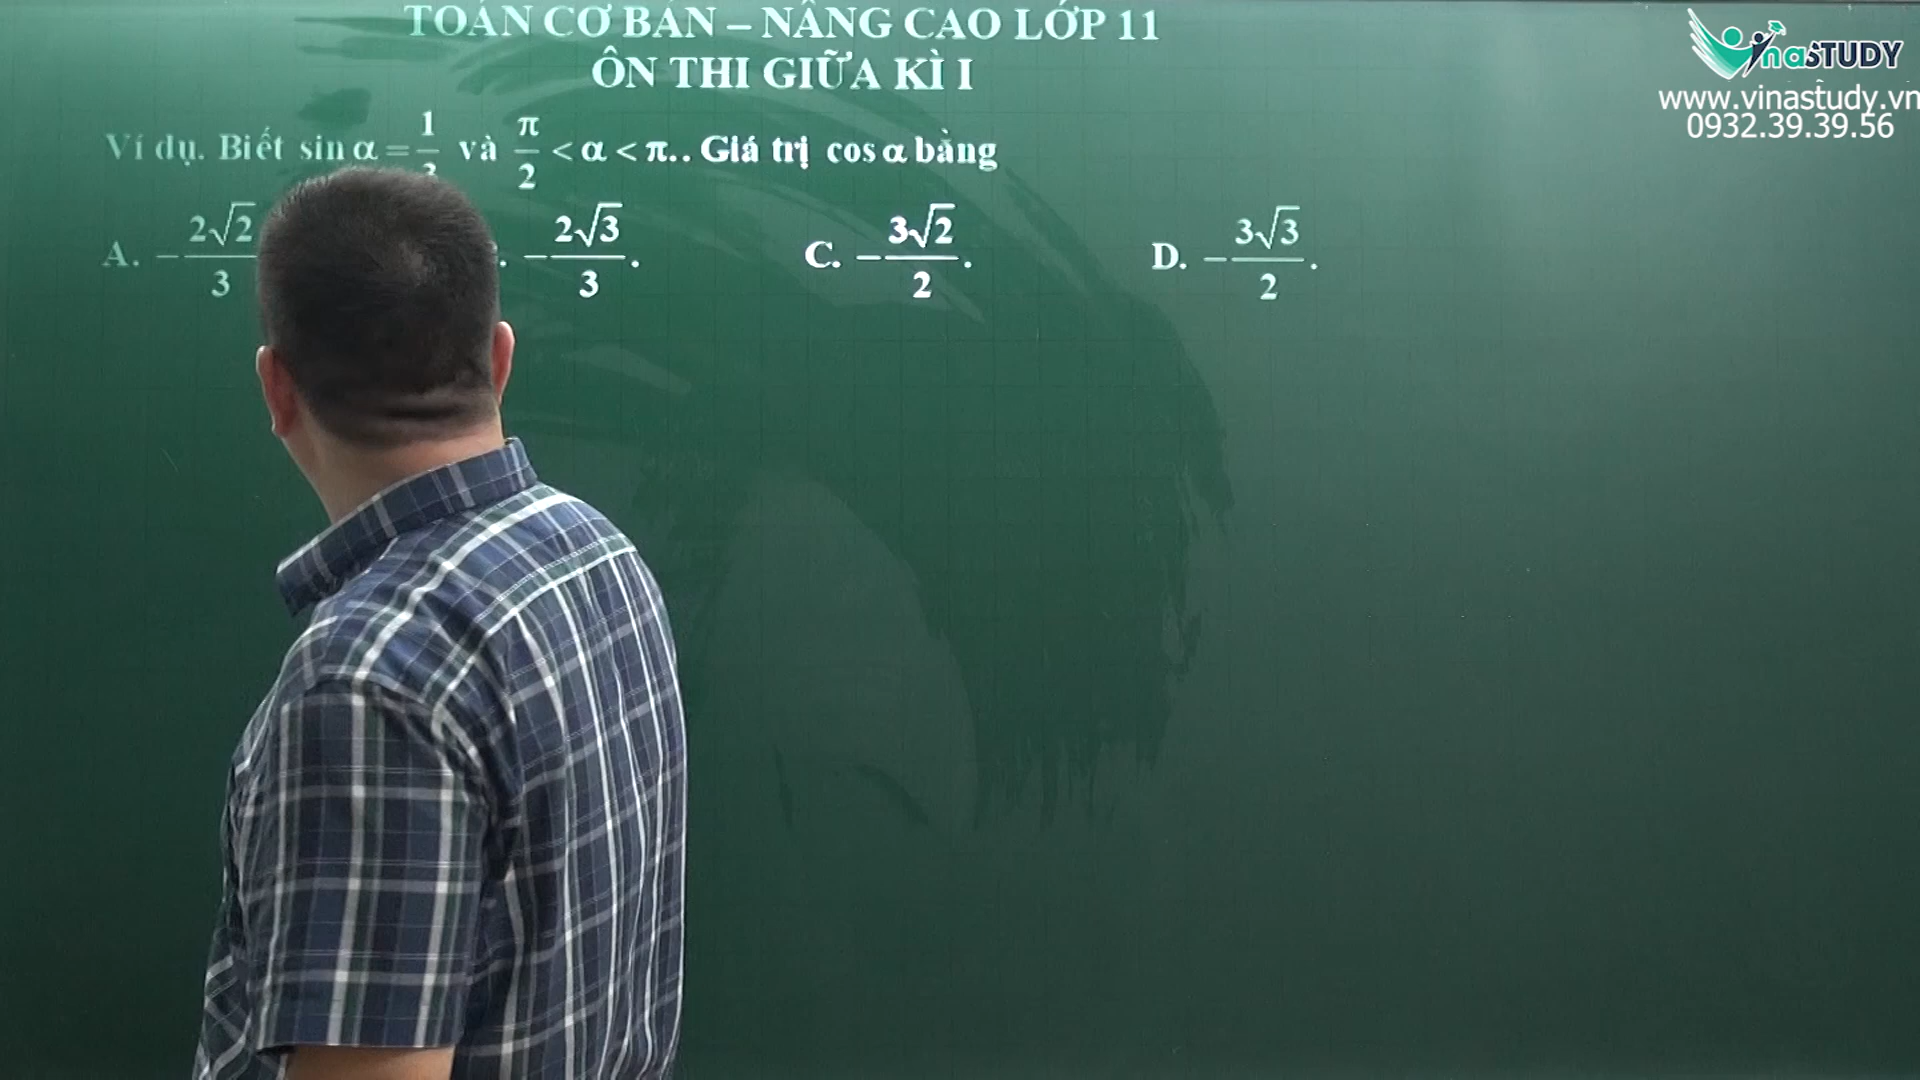 TOÁN CƠ BẢN – NÂNG CAO LỚP 11
ÔN THI GIỮA KÌ I
Ví dụ. Biết sin α = 1/3 và π/2 < α < π.. Giá trị cos α bằng
A. −2√2/3 . −2√3/3. C. −3√2/2. D. −3√3/2.
VinaSTUDY
www.vinastudy.vn
0932.39.39.56